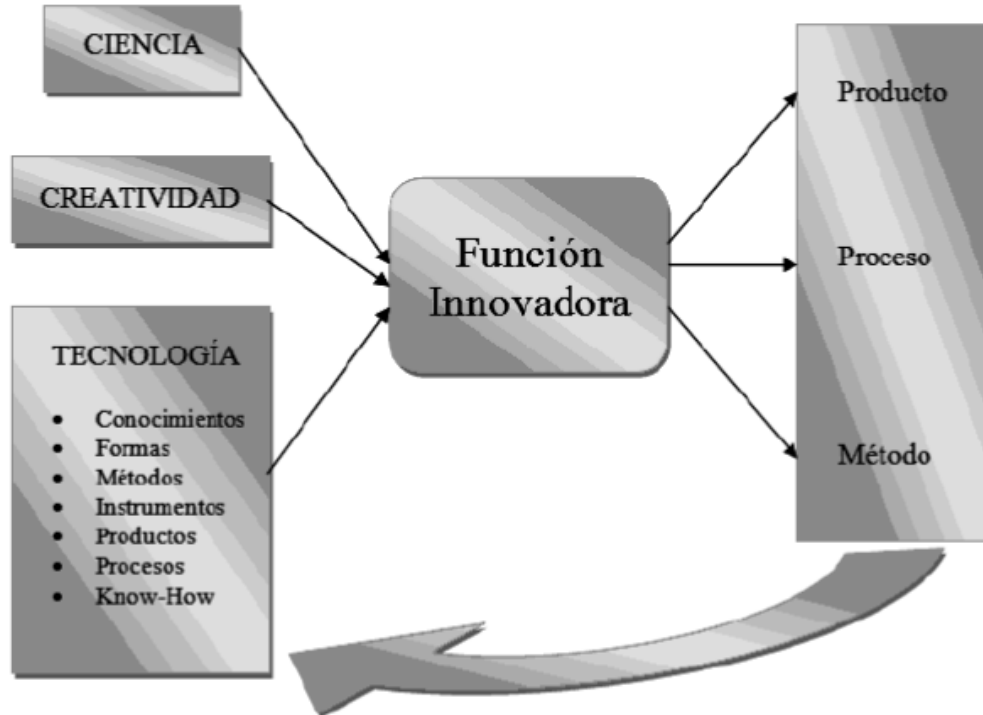 CIENCIA
CREATIVIDAD
TECNOLOGÍA
• Conocimientos
• Formas
• Métodos
• Instrumentos
• Productos
• Procesos
• Know-How
Función
Innovadora
Producto
Proceso
Método